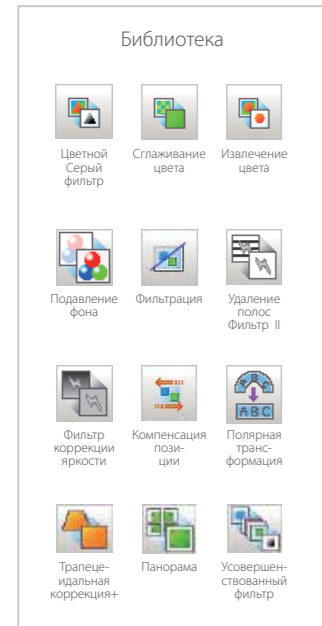 Библиотека
Цветной
Серый
фильтр
Сглаживание
цвета
Извлечение
цвета
Подавление
фона
Фильтрация
Удаление
полос
Фильтр II
Фильтр
коррекции
яркости
Компенсация
пози-
ции
ABC
ABC
Полярная
транс-
формация
Трапеце-
идальная
коррекция+
Панорама
Усовершен-
ствованный
фильтр